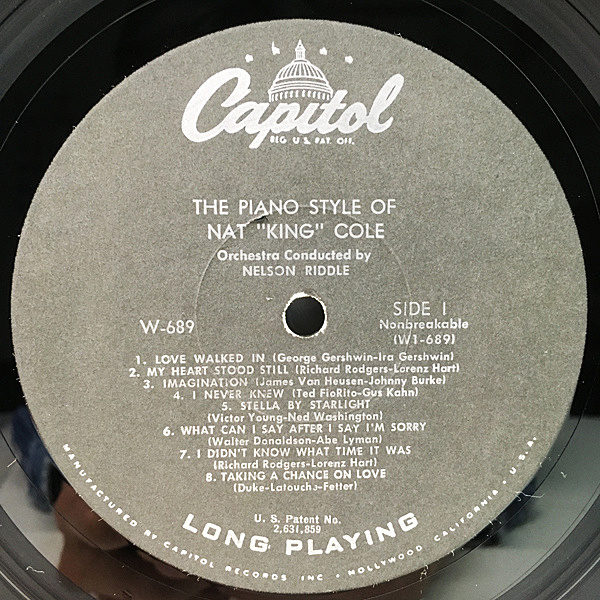 Capitol
REG. U.S. PAT. OFF.
THE PIANO STYLE OF
NAT "KING" COLE
Orchestra Conducted by
NELSON RIDDLE
W-689
SIDE 1
Nonbreakable
(W1-689)
1. LOVE WALKED IN (George Gershwin-Ira Gershwin)
2. MY HEART STOOD STILL (Richard Rodgers-Lorenz Hart)
3. IMAGINATION (James Van Heusen-Johnny Burke)
4. I NEVER KNEW (Ted FioRito-Gus Kahn)
5. STELLA BY STARLIGHT
(Victor Young-Ned Washington)
6. WHAT CAN I SAY AFTER I SAY I'M SORRY
(Walter Donaldson-Abe Lyman)
7. I DIDN'T KNOW WHAT TIME IT WAS
(Richard Rodgers-Lorenz Hart)
8. TAKING A CHANCE ON LOVE
(Duke-Latouche-Fetter)
U. S. Patent No.
2,631,859
LONG PLAYING
MANUFACTURED BY CAPITOL RECORDS INC • HOLLYWOOD CALIFORNIA • U.S.A.